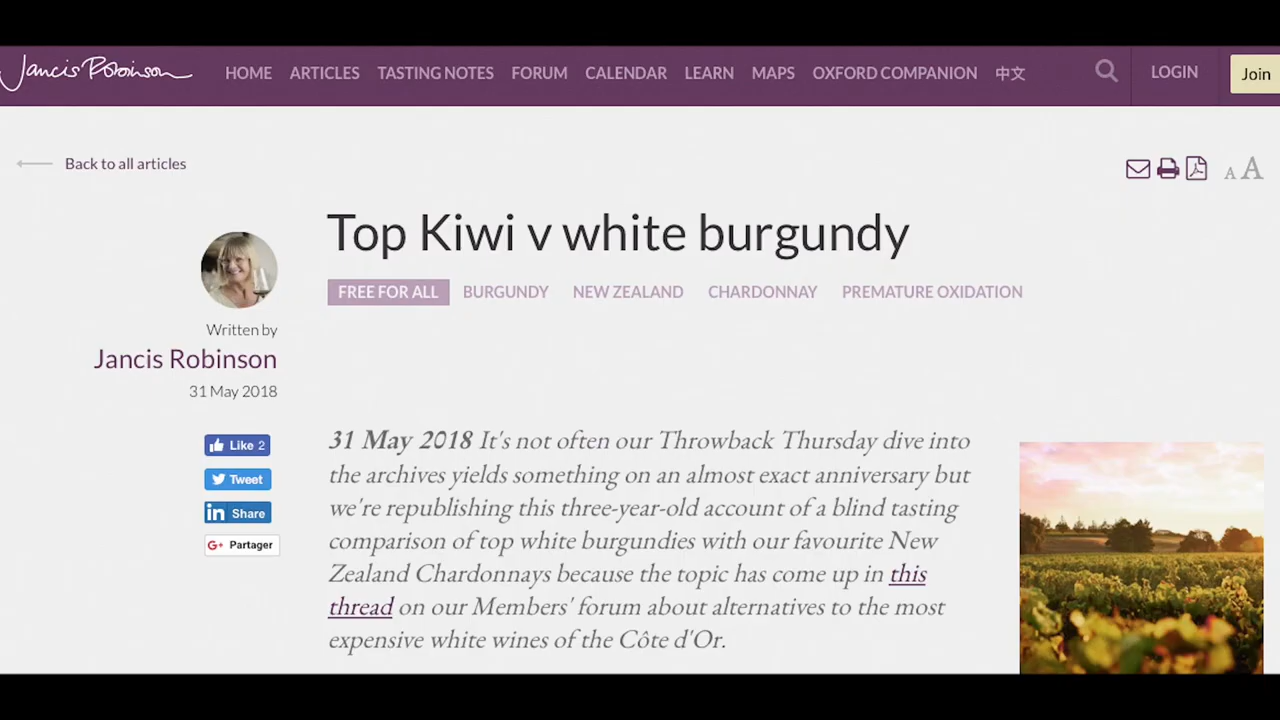 Jancis Robinson
HOME ARTICLES TASTING NOTES FORUM CALENDAR LEARN MAPS OXFORD COMPANION 中文 LOGIN Join
Back to all articles
A A
Top Kiwi v white burgundy
FREE FOR ALL BURGUNDY NEW ZEALAND CHARDONNAY PREMATURE OXIDATION
Written by
Jancis Robinson
31 May 2018
Like 2
Tweet
in Share
G+ Partager
31 May 2018 It's not often our Throwback Thursday dive into
the archives yields something on an almost exact anniversary but
we're republishing this three-year-old account of a blind tasting
comparison of top white burgundies with our favourite New
Zealand Chardonnays because the topic has come up in this
thread on our Members' forum about alternatives to the most
expensive white wines of the Côte d'Or.